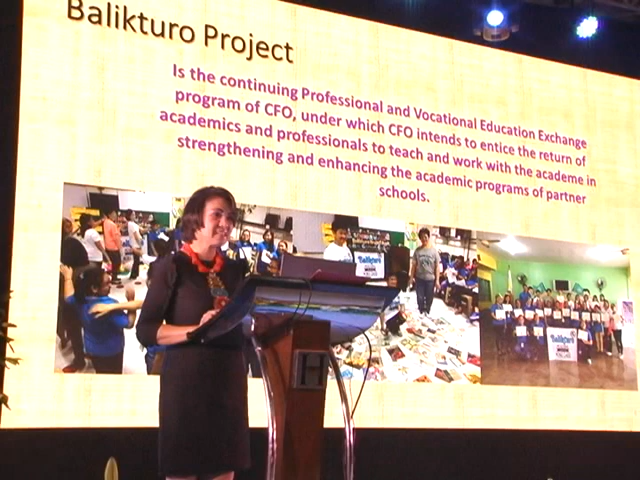 Balikturo Project
Is the continuing Professional and Vocational Education Exchange
program of CFO, under which CFO intends to entice the return of
academics and professionals to teach and work with the academe in
strengthening and enhancing the academic programs of partner
schools.
Balikturo